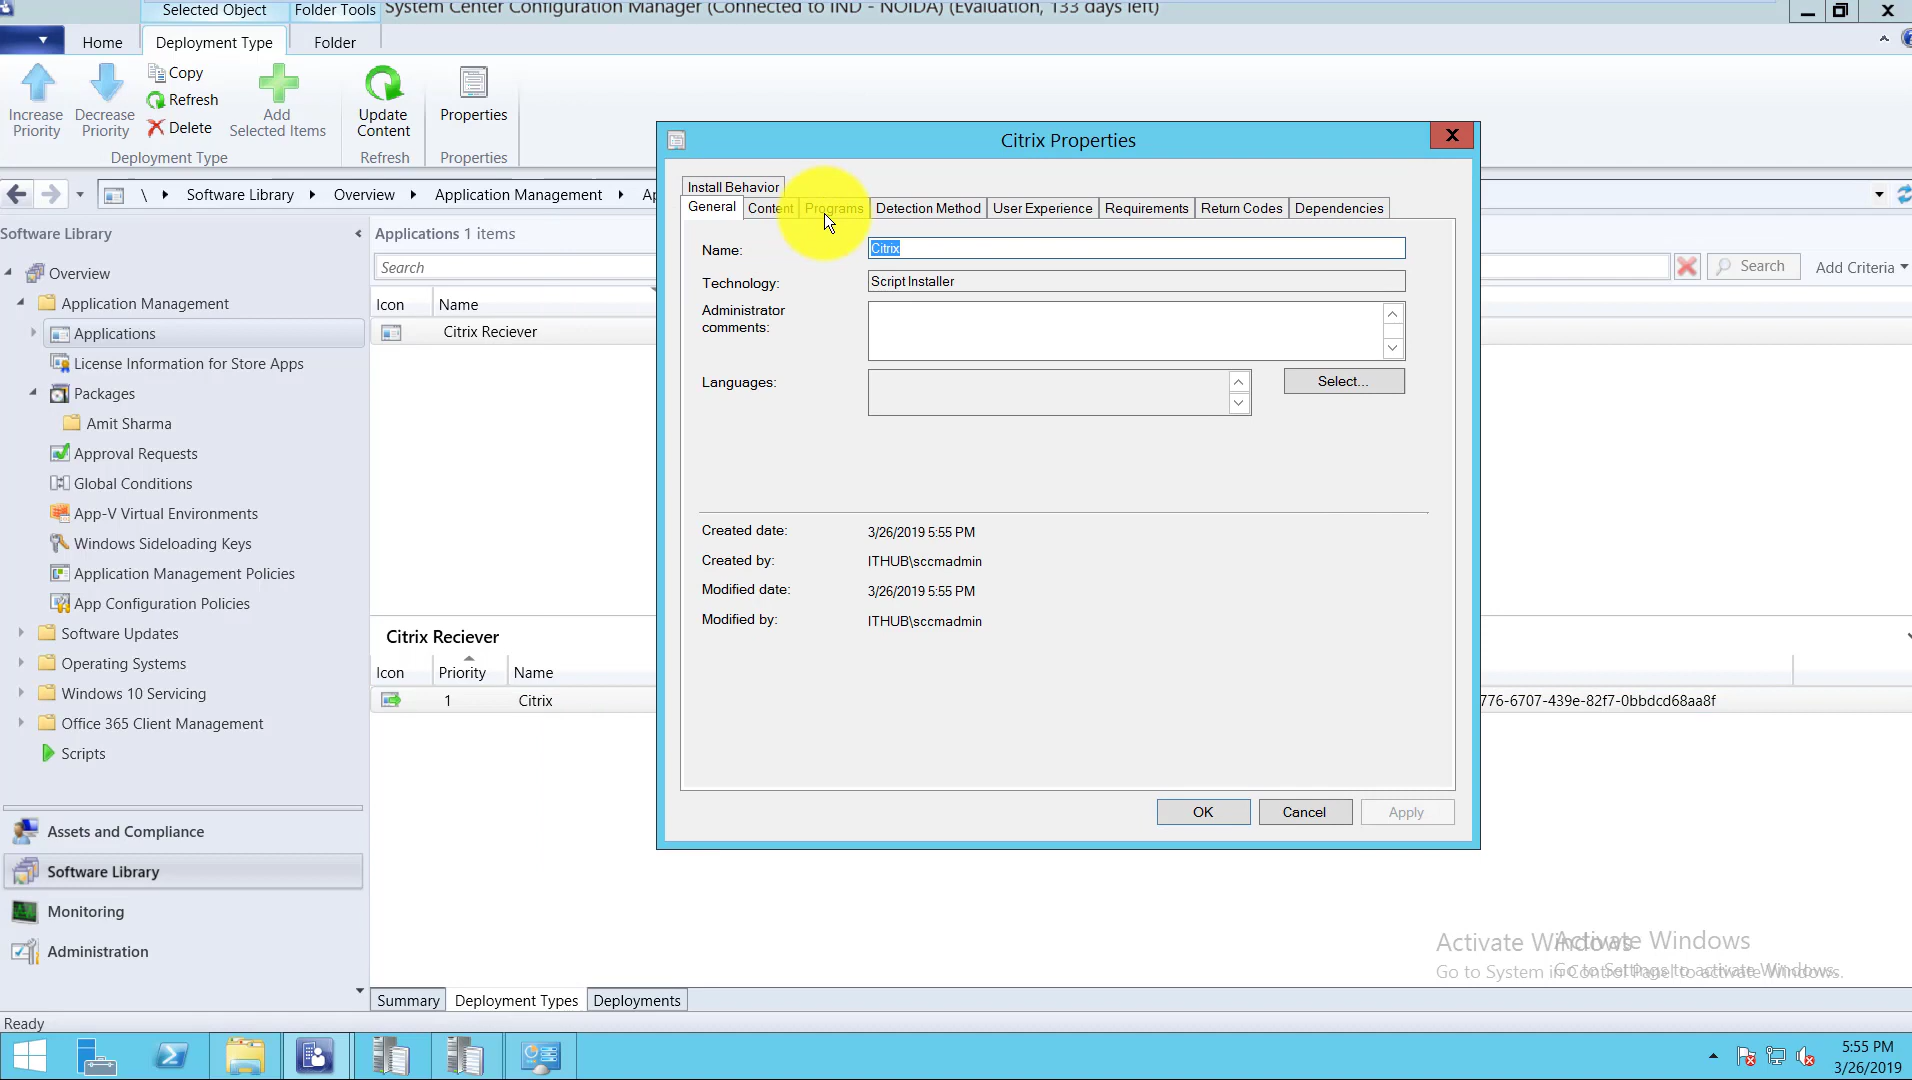 Selected Object Folder Tools System Center Configuration Manager (Connected to IND - NOIDA) (Evaluation, 133 days left)
Home Deployment Type Folder
Increase Priority
Decrease Priority
Copy
Refresh
Delete
Add Selected Items
Update Content
Properties
Deployment Type Refresh Properties
\ Software Library Overview Application Management
Software Library
Overview
Application Management
Applications
License Information for Store Apps
Packages
Amit Sharma
Approval Requests
Global Conditions
App-V Virtual Environments
Windows Sideloading Keys
Application Management Policies
App Configuration Policies
Software Updates
Operating Systems
Windows 10 Servicing
Office 365 Client Management
Scripts
Assets and Compliance
Software Library
Monitoring
Administration
Applications 1 items
Search
Search Add Criteria
Icon Name
Citrix Reciever
Citrix Reciever
Icon Priority Name
1 Citrix
776-6707-439e-82f7-0bbdcd68aa8f
Summary Deployment Types Deployments
Citrix Properties
X
Install Behavior
General Content Programs Detection Method User Experience Requirements Return Codes Dependencies
Name: Citrix
Technology: Script Installer
Administrator comments:
Languages: Select...
Created date: 3/26/2019 5:55 PM
Created by: ITHUB\sccmadmin
Modified date: 3/26/2019 5:55 PM
Modified by: ITHUB\sccmadmin
OK Cancel Apply
Activate Windows
Go to System in Control Panel to activate Windows.
Activate Windows
Go to Settings to activate Windows.
Ready
5:55 PM
3/26/2019